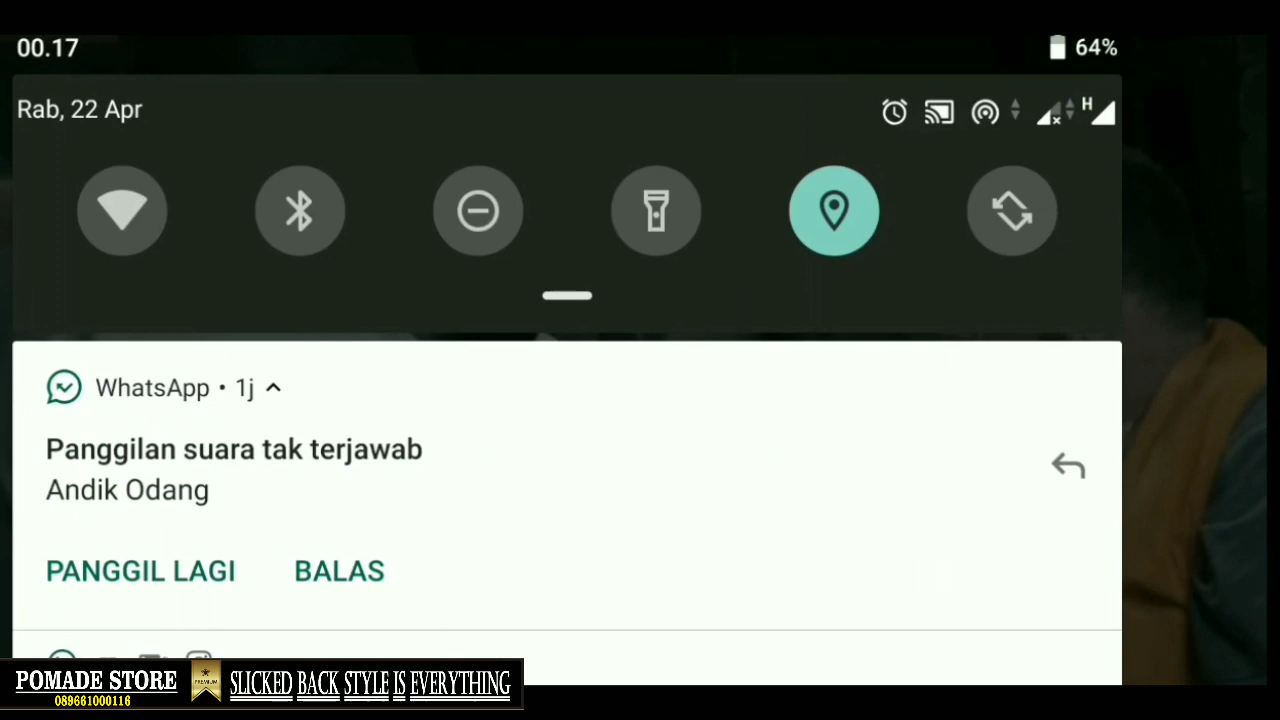 00.17
64%
Rab, 22 Apr
H
WhatsApp • 1j
Panggilan suara tak terjawab
Andik Odang
PANGGIL LAGI BALAS
POMADE STORE
089661000116
PREMIUM
SLICKED BACK STYLE IS EVERYTHING